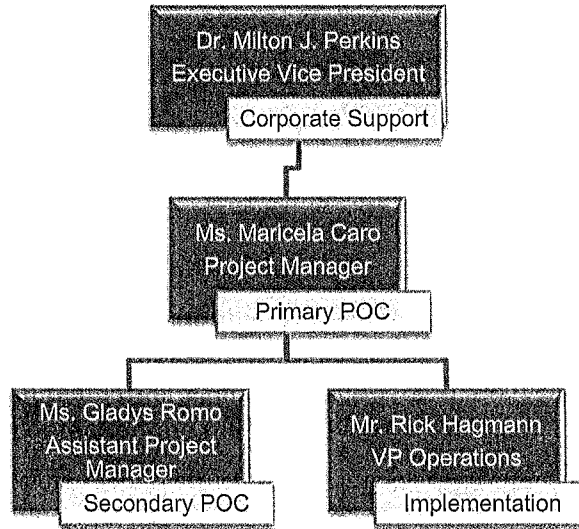 Dr. Milton J. Perkins
Executive Vice President
Corporate Support
Ms. Maricela Caro
Project Manager
Primary POC
Ms. Gladys Romo
Assistant Project
Manager
Secondary POC
Mr. Rick Hagmann
VP Operations
Implementation